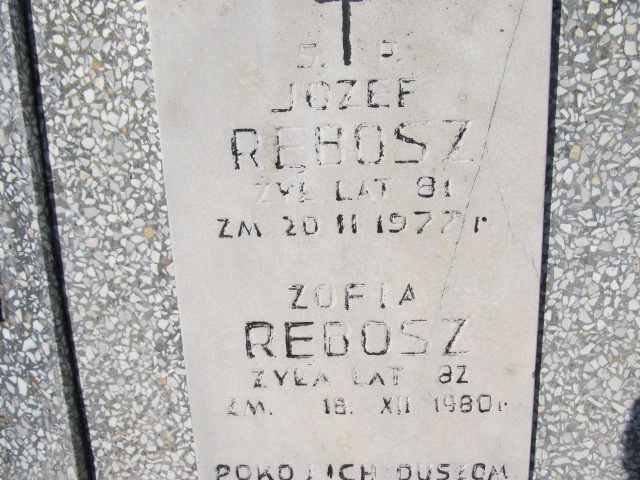 Ś. P.
JÓZEF
RĘBOSZ
ŻYŁ LAT 81
ZM 20 II 1977 r
ZOFIA
RĘBOSZ
ŻYŁA LAT 82
ZM. 18. XII 1980 r
POKÓJ ICH DUSZOM